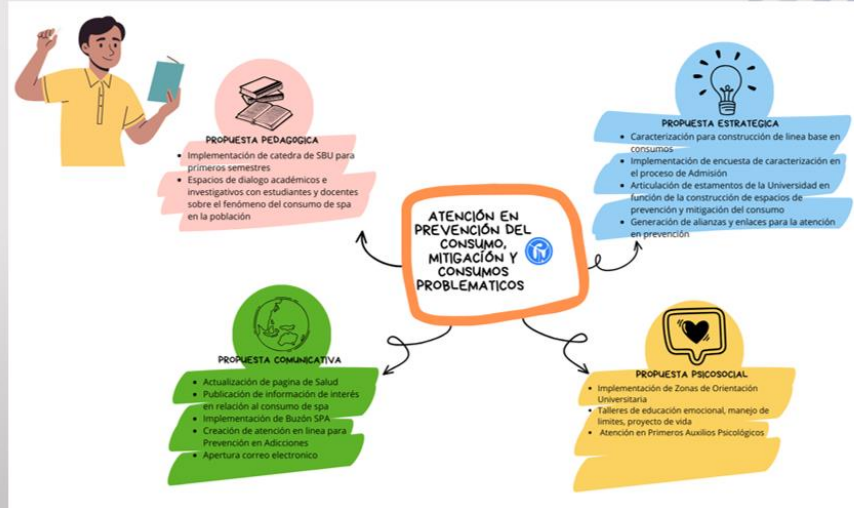 PROPUESTA PEDAGOGICA
• Implementación de catedra de SBU para
primeros semestres
• Espacios de dialogo académicos e
investigativos con estudiantes y docentes
sobre el fenómeno del consumo de spa
en la población
PROPUESTA ESTRATEGICA
• Caracterización para construcción de linea base en
consumos
• Implementación de encuesta de caracterización en
el proceso de Admisión
• Articulación de estamentos de la Universidad en
función de la construcción de espacios de
prevención y mitigación del consumo
• Generación de alianzas y enlaces para la atención
en prevención
ATENCIÓN EN
PREVENCIÓN DEL
CONSUMO,
MITIGACIÓN Y
CONSUMOS
PROBLEMATICOS
PROPUESTA COMUNICATIVA
• Actualización de pagina de Salud
• Publicación de información de interés
en relación al consumo de spa
• Implementación de Buzón SPA
• Creación de atención en línea para
Prevención en Adicciones
• Apertura correo electronico
PROPUESTA PSICOSOCIAL
• Implementación de Zonas de Orientación
Universitaria
• Talleres de educación emocional, manejo de
limites, proyecto de vida
• Atención en Primeros Auxilios Psicológicos